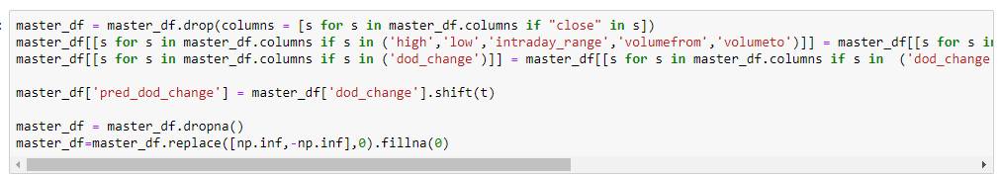 master_df = master_df.drop(columns = [s for s in master_df.columns if "close" in s])
master_df[[s for s in master_df.columns if s in ('high','low','intraday_range','volumefrom','volumeto')]] = master_df[[s for s in
master_df[[s for s in master_df.columns if s in ('dod_change')]] = master_df[[s for s in master_df.columns if s in  ('dod_change
master_df['pred_dod_change'] = master_df['dod_change'].shift(t)
master_df = master_df.dropna()
master_df=master_df.replace([np.inf,-np.inf],0).fillna(0)